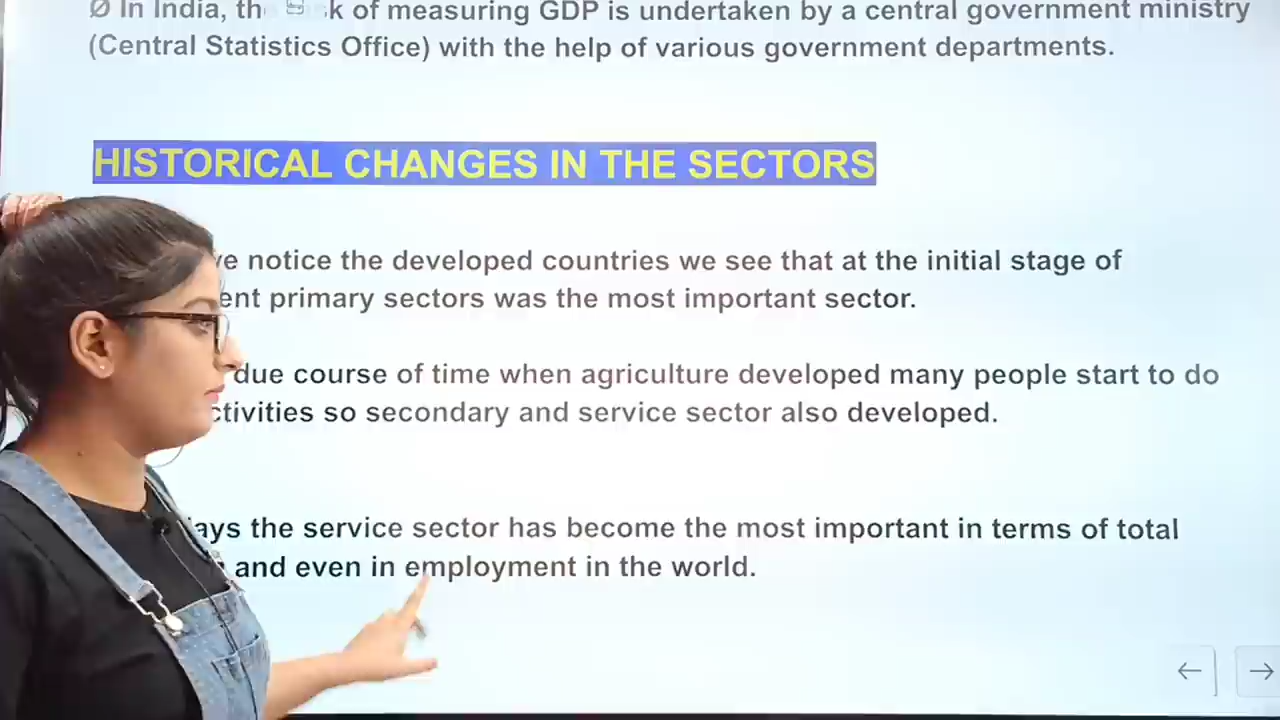 Ø In India, th k of measuring GDP is undertaken by a central government ministry
(Central Statistics Office) with the help of various government departments.
HISTORICAL CHANGES IN THE SECTORS
notice the developed countries we see that at the initial stage of
primary sectors was the most important sector.
due course of time when agriculture developed many people start to do
so secondary and service sector also developed.
the service sector has become the most important in terms of total
and even in employment in the world.